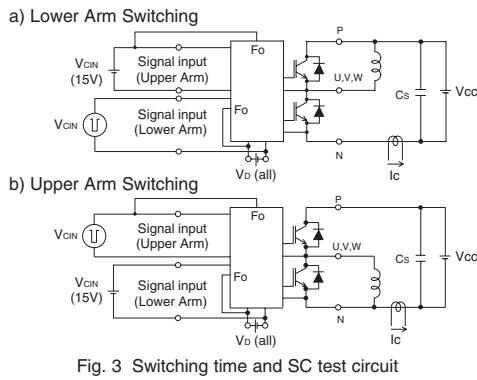 a) Lower Arm Switching
P
Fo
VCIN
(15V)
Signal input
(Upper Arm)
U,V,W
Signal input
(Lower Arm)
Fo
CS
VCC
VCIN
N
VD (all)
IC
b) Upper Arm Switching
P
Fo
VCIN
Signal input
(Upper Arm)
U,V,W
CS
VCC
VCIN
(15V)
Signal input
(Lower Arm)
Fo
N
VD (all)
IC
Fig. 3 Switching time and SC test circuit